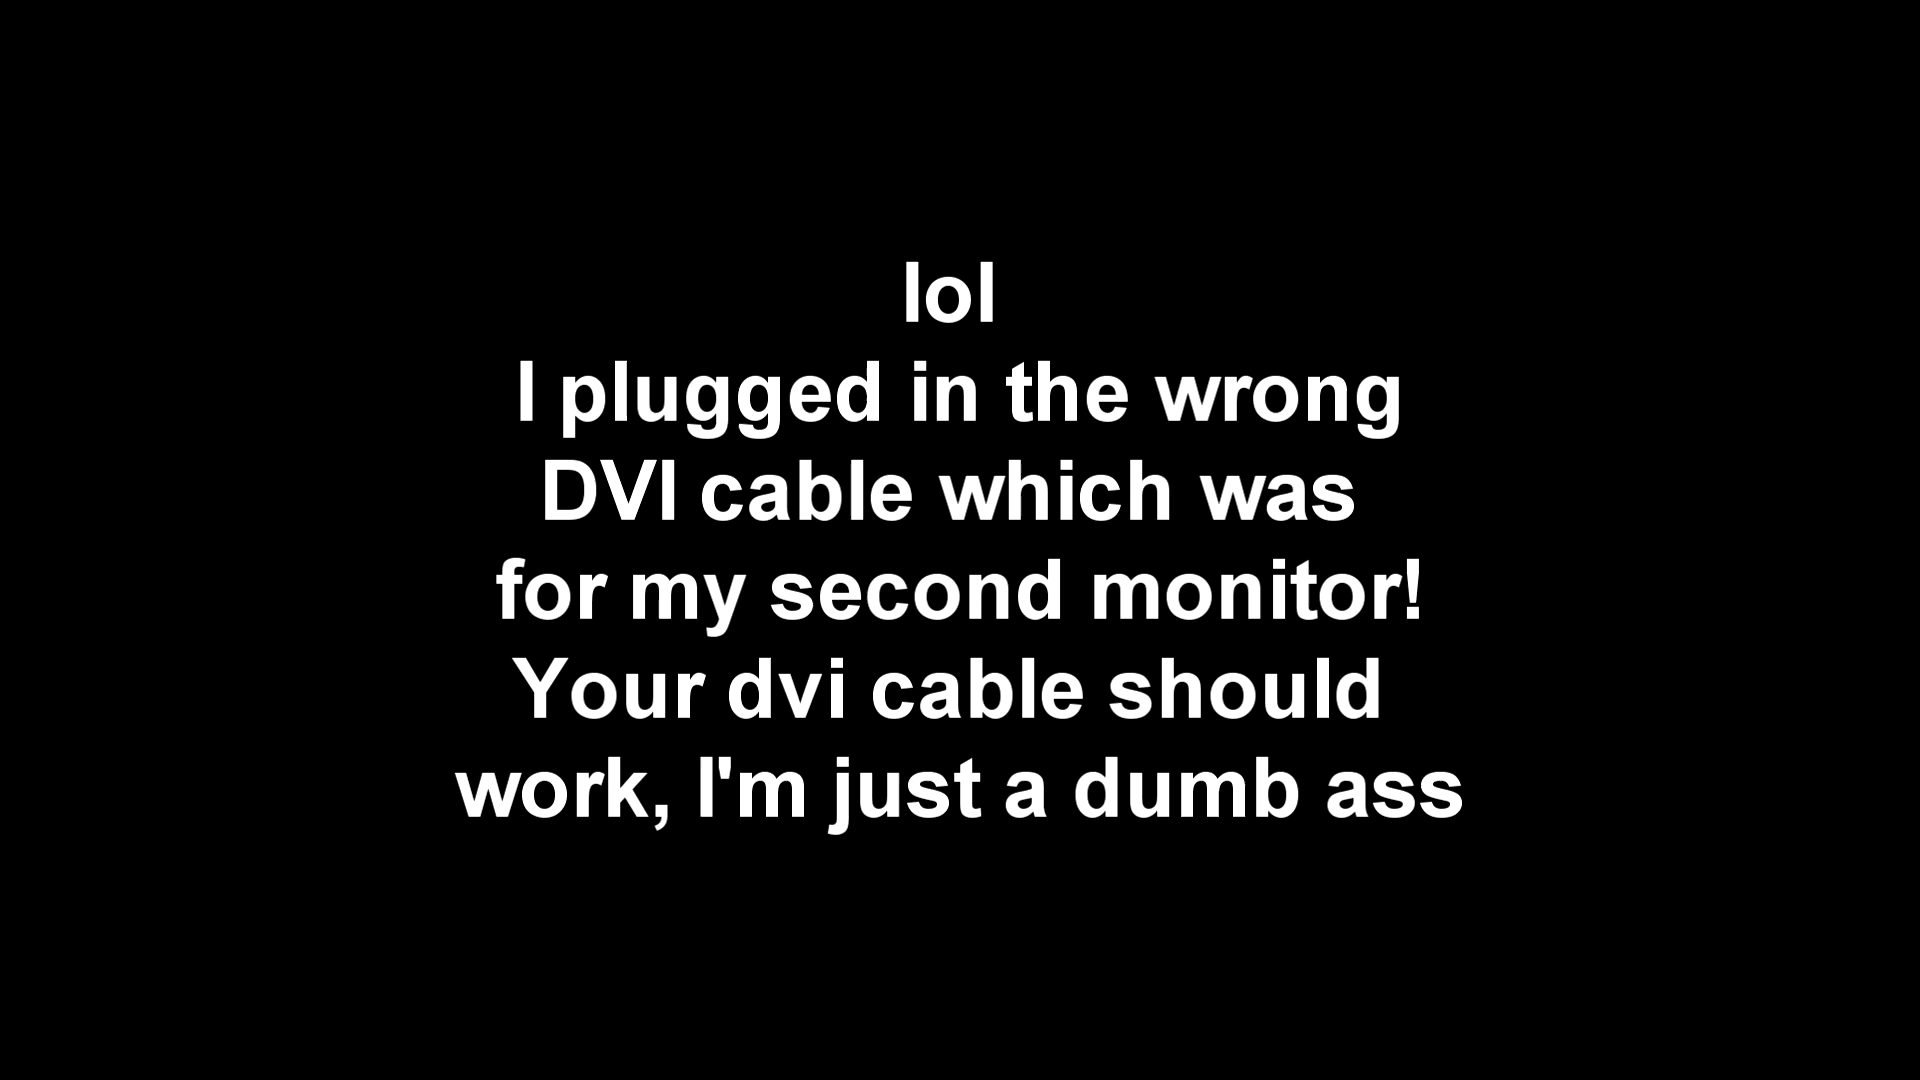 lol
I plugged in the wrong
DVI cable which was
for my second monitor!
Your dvi cable should
work, I'm just a dumb ass